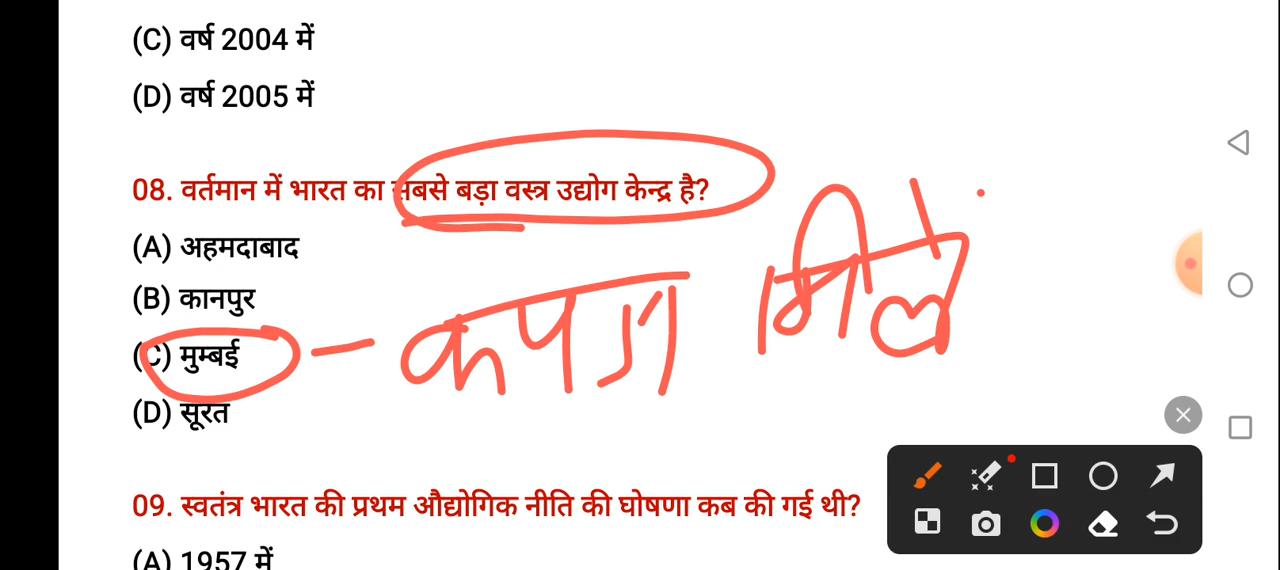 (C) वर्ष 2004 में
(D) वर्ष 2005 में
08. वर्तमान में भारत का सबसे बड़ा वस्त्र उद्योग केन्द्र है?
(A) अहमदाबाद
(B) कानपुर
(C) मुम्बई - कपडा मिले
(D) सूरत
09. स्वतंत्र भारत की प्रथम औद्योगिक नीति की घोषणा कब की गई थी?
(A) 1957 में